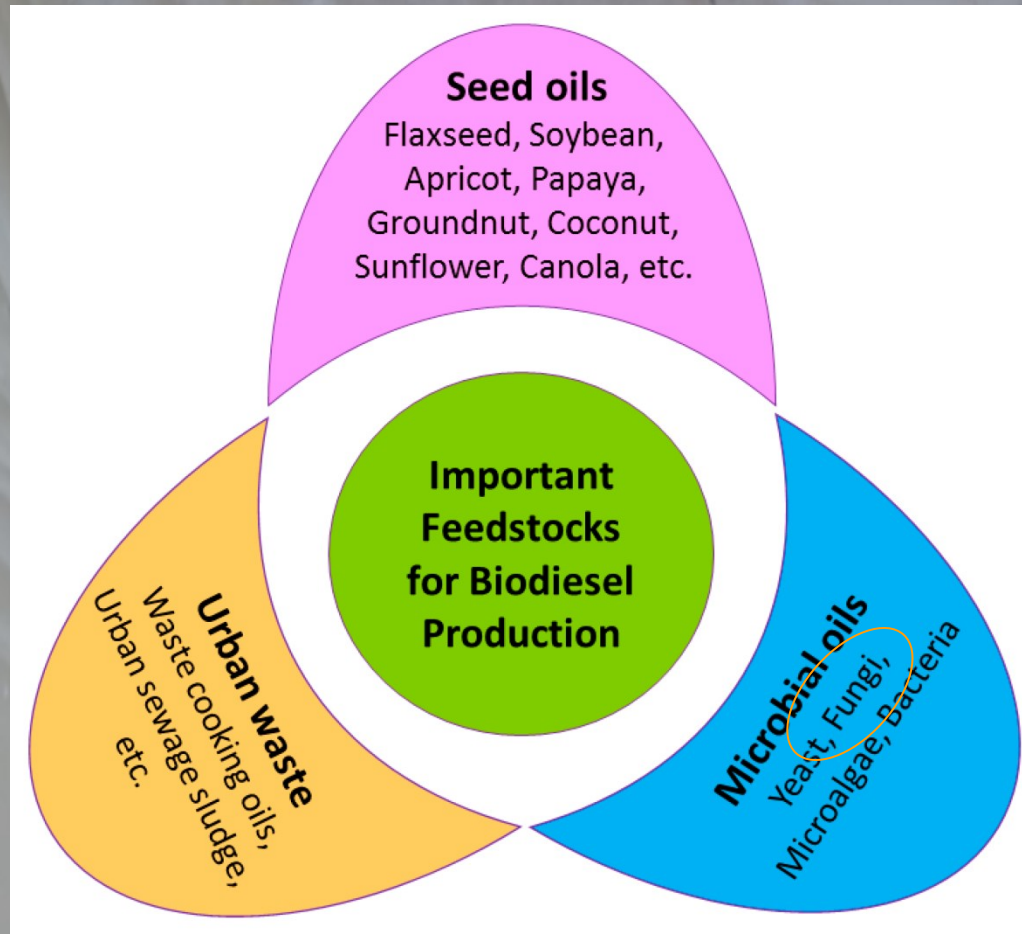 Seed oils
Flaxseed, Soybean,
Apricot, Papaya,
Groundnut, Coconut,
Sunflower, Canola, etc.
Important
Feedstocks
for Biodiesel
Production
Urban waste
Waste cooking oils,
Urban sewage sludge,
etc.
Microbial oils
Yeast, Fungi,
Microalgae, Bacteria